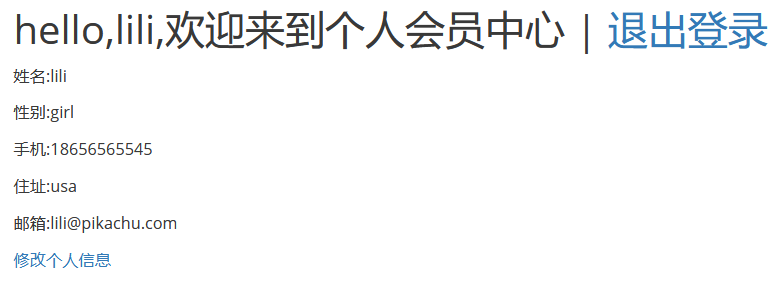 hello,lili,欢迎来到个人会员中心 | 退出登录
姓名:lili
性别:girl
手机:18656565545
住址:usa
邮箱:lili@pikachu.com
修改个人信息